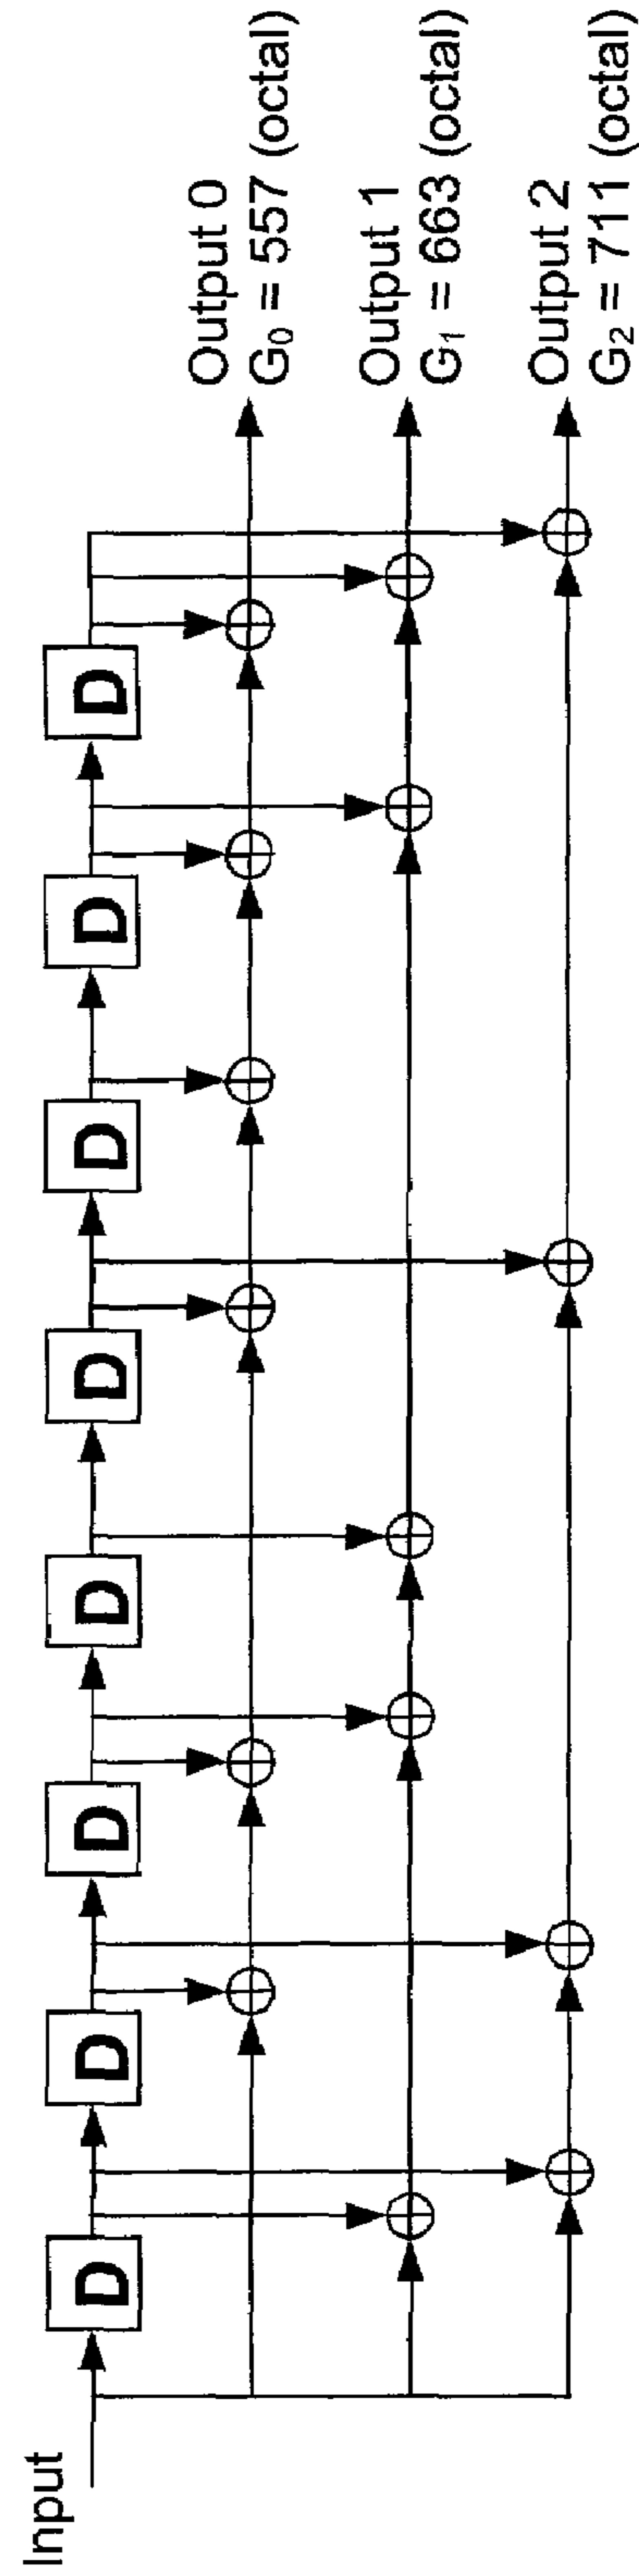 Input
D
D
D
D
D
D
D
D
Output 0
G₀ = 557 (octal)
Output 1
G₁ = 663 (octal)
Output 2
G₂ = 711 (octal)